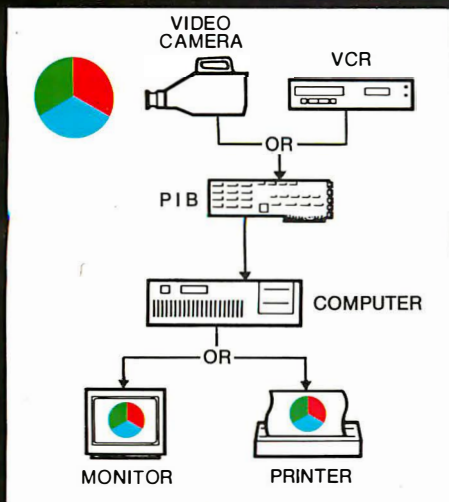 VIDEO
CAMERA
VCR
OR
PIB
COMPUTER
OR
MONITOR
PRINTER